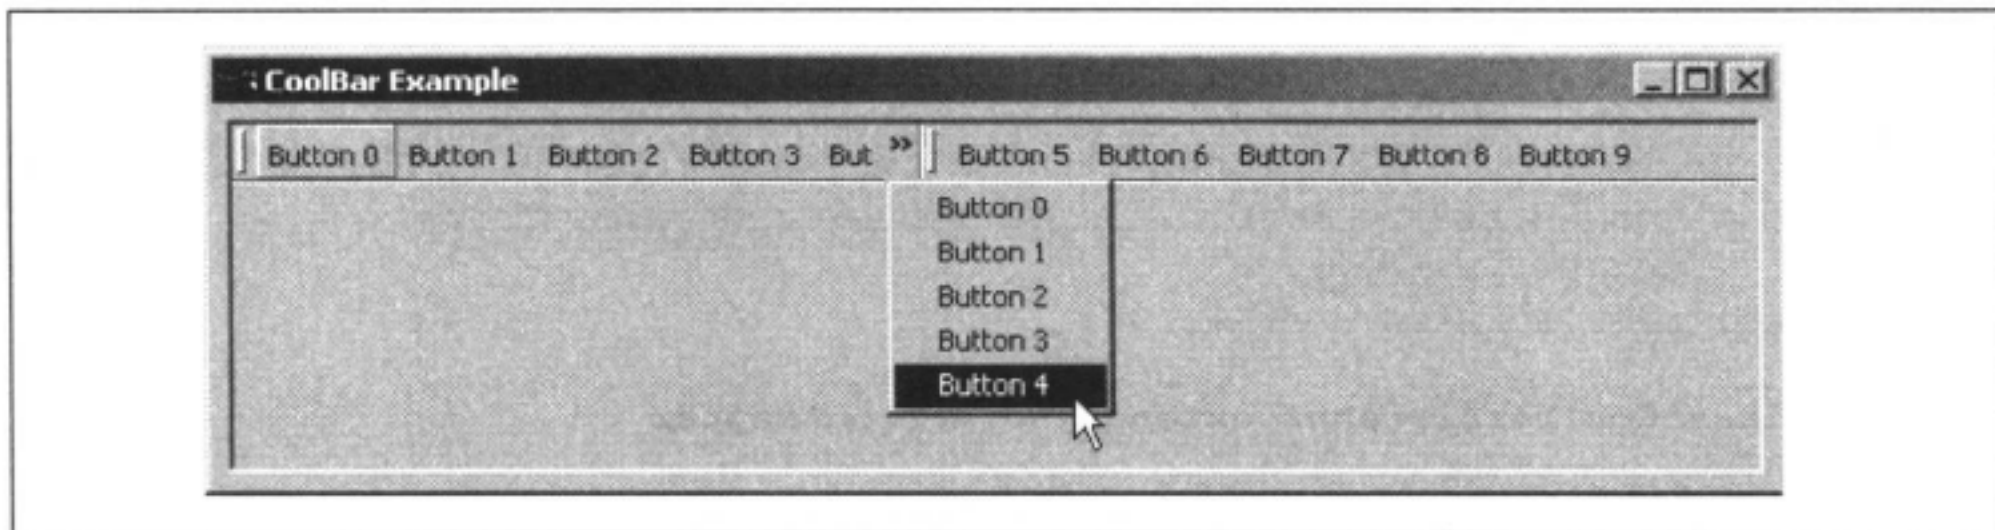 CoolBar Example
Button 0 Button 1 Button 2 Button 3 But » Button 5 Button 6 Button 7 Button 8 Button 9
Button 0
Button 1
Button 2
Button 3
Button 4